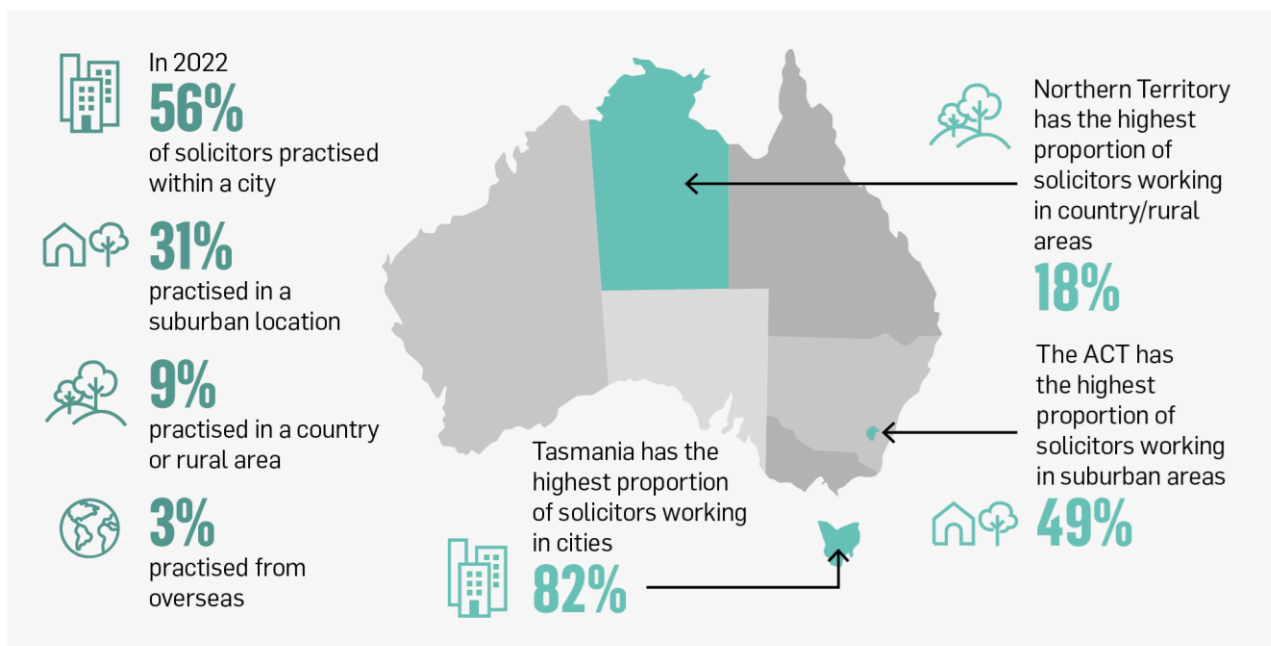 In 2022
56%
of solicitors practised
within a city
31%
practised in a
suburban location
9%
practised in a country
or rural area
3%
practised from
overseas
Tasmania has the
highest proportion
of solicitors working
in cities
82%
Northern Territory
has the highest
proportion of
solicitors working
in country/rural
areas
18%
The ACT has
the highest
proportion of
solicitors working
in suburban areas
49%